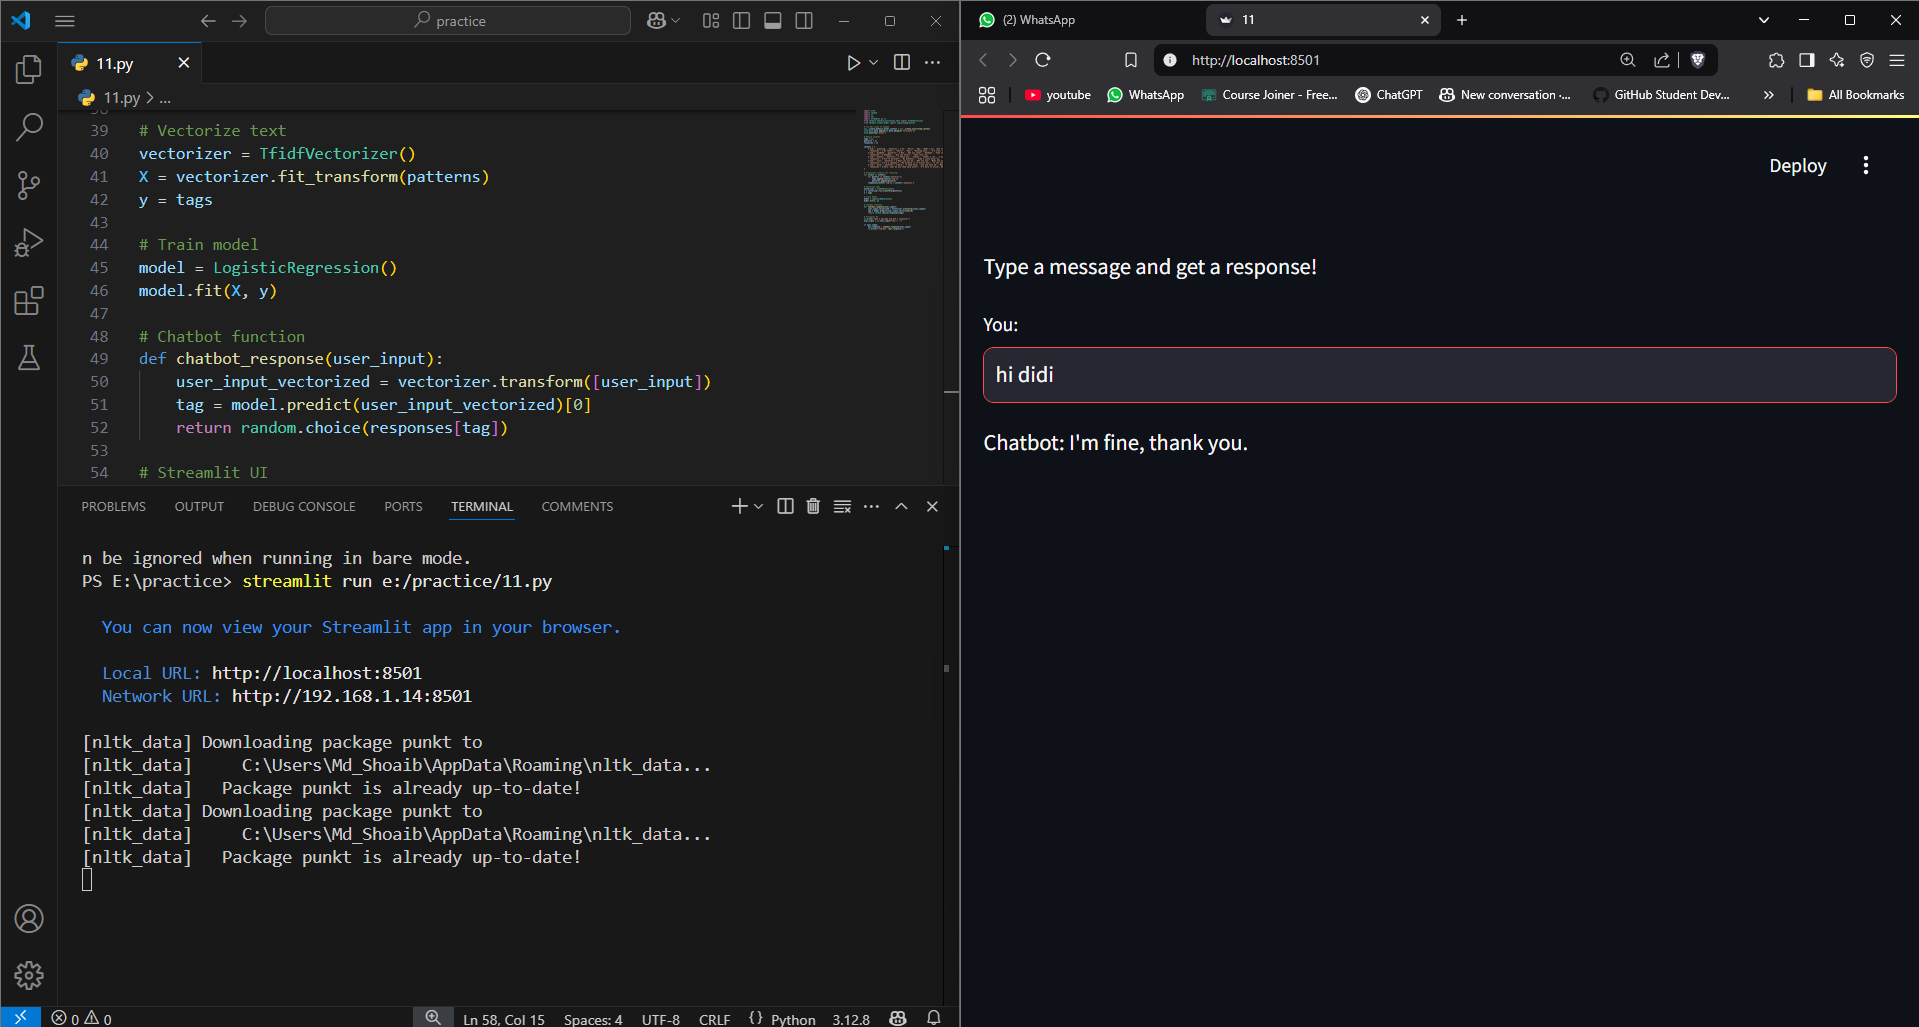 practice
11.py
11.py > ...
38
39 # Vectorize text
40 vectorizer = TfidfVectorizer()
41 X = vectorizer.fit_transform(patterns)
42 y = tags
43
44 # Train model
45 model = LogisticRegression()
46 model.fit(X, y)
47
48 # Chatbot function
49 def chatbot_response(user_input):
50 user_input_vectorized = vectorizer.transform([user_input])
51 tag = model.predict(user_input_vectorized)[0]
52 return random.choice(responses[tag])
53
54 # Streamlit UI
PROBLEMS OUTPUT DEBUG CONSOLE PORTS TERMINAL COMMENTS
n be ignored when running in bare mode.
PS E:\practice> streamlit run e:/practice/11.py
You can now view your Streamlit app in your browser.
Local URL: http://localhost:8501
Network URL: http://192.168.1.14:8501
[nltk_data] Downloading package punkt to
[nltk_data] C:\Users\Md_Shoaib\AppData\Roaming\nltk_data...
[nltk_data] Package punkt is already up-to-date!
[nltk_data] Downloading package punkt to
[nltk_data] C:\Users\Md_Shoaib\AppData\Roaming\nltk_data...
[nltk_data] Package punkt is already up-to-date!
0 0 Ln 58, Col 15 Spaces: 4 UTF-8 CRLF {} Python 3.12.8
(2) WhatsApp 11
http://localhost:8501
youtube WhatsApp Course Joiner - Free... ChatGPT New conversation ·... GitHub Student Dev... » All Bookmarks
Deploy
Type a message and get a response!
You:
hi didi
Chatbot: I'm fine, thank you.